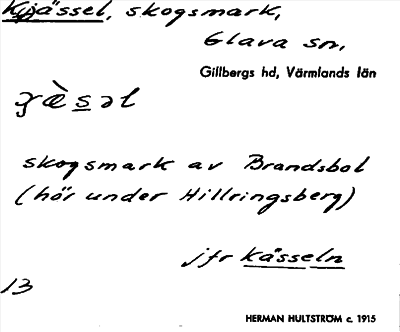 Kjässel, skogsmark,
Glava sn,
Gillbergs hd, Värmlands län
skogsmark av Brandsbol
(hör under Hillringsberg)
jfr Kåsseln
13
HERMAN HULTSTRÖM c. 1915